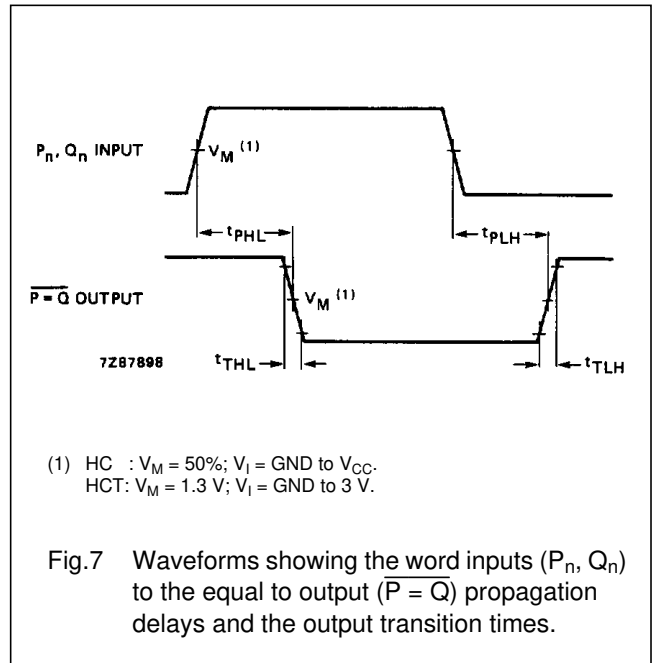 Pn, Qn INPUT
VM (1)
tPHL
tPLH
P = Q OUTPUT
VM (1)
7Z87898
tTHL
tTLH
(1) HC : VM = 50%; VI = GND to VCC.
HCT: VM = 1.3 V; VI = GND to 3 V.
Fig.7 Waveforms showing the word inputs (Pn, Qn)
to the equal to output (P = Q) propagation
delays and the output transition times.